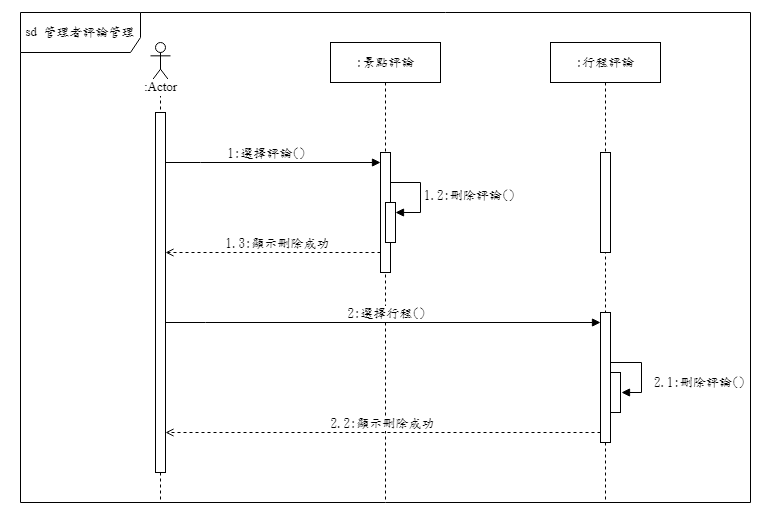 sd 管理者評論管理
:Actor
:景點評論
:行程評論
1:選擇評論()
1.2:刪除評論()
1.3:顯示刪除成功
2:選擇行程()
2.1:刪除評論()
2.2:顯示刪除成功